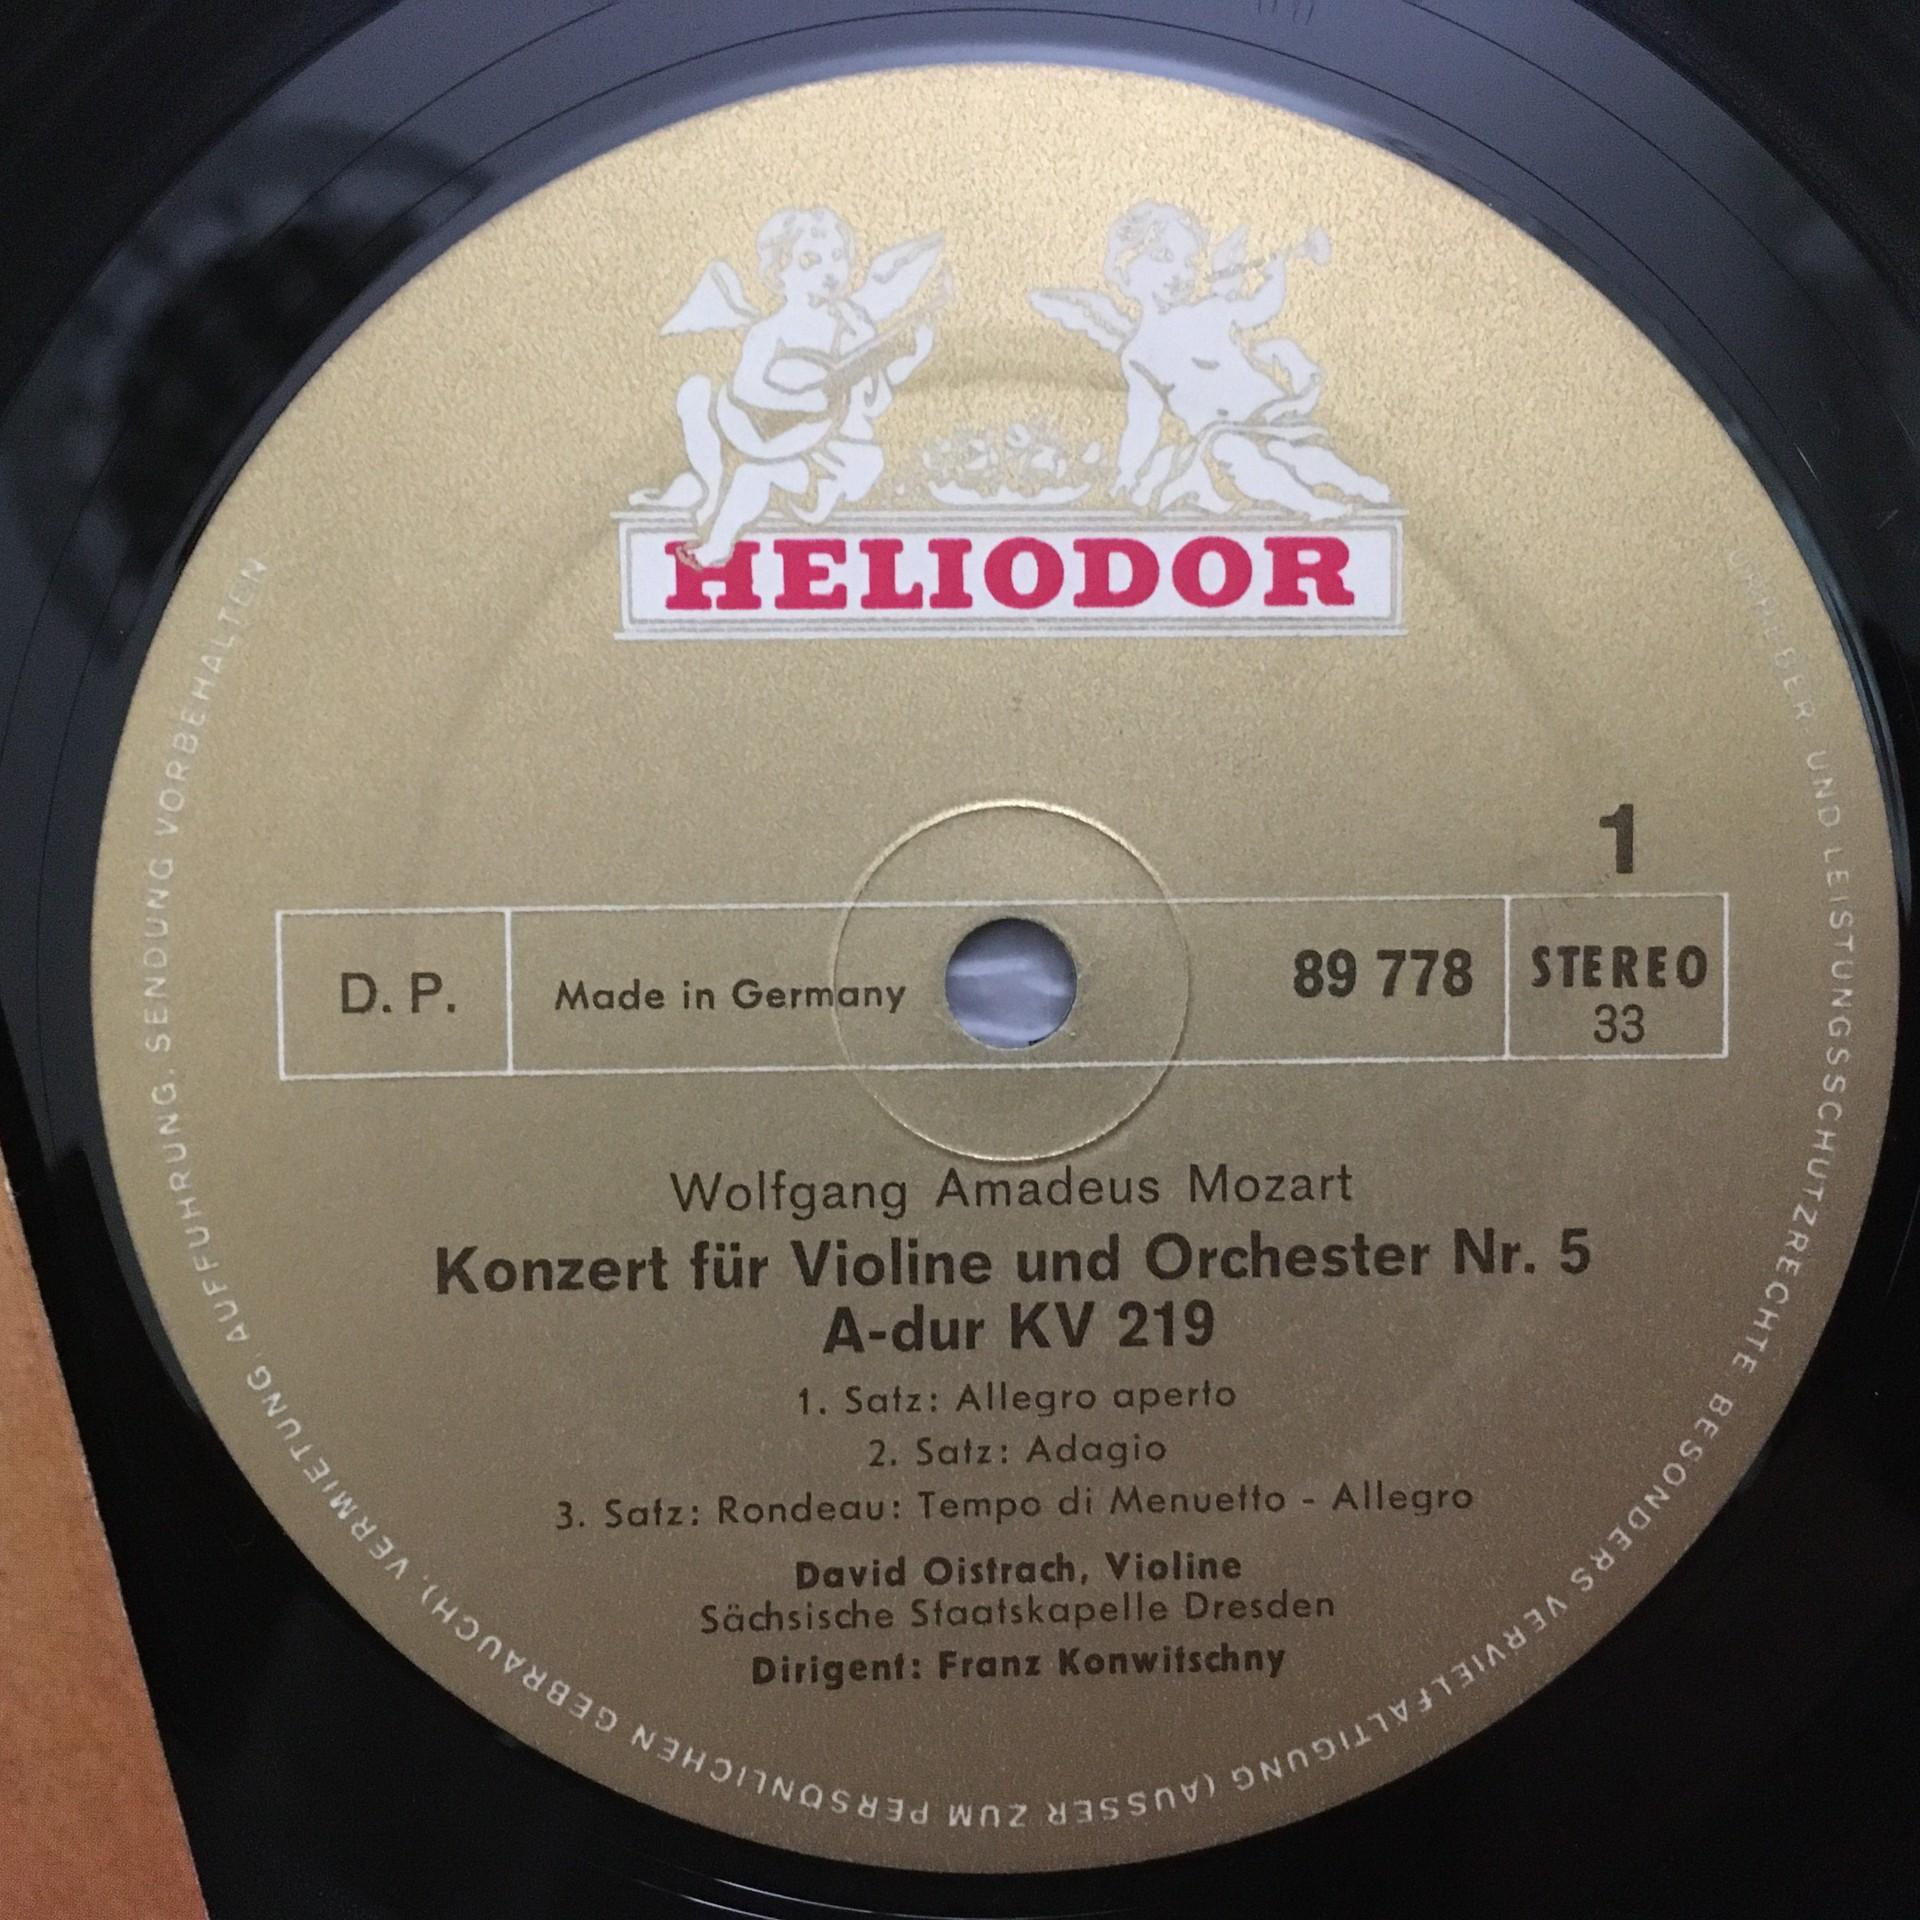 HELIODOR
1
D. P.
Made in Germany
89 778
STEREO
33
Wolfgang Amadeus Mozart
Konzert für Violine und Orchester Nr. 5
A-dur KV 219
1. Satz: Allegro aperto
2. Satz: Adagio
3. Satz: Rondeau: Tempo di Menuetto - Allegro
David Oistrach, Violine
Sächsische Staatskapelle Dresden
Dirigent: Franz Konwitschny
URHEBER- UND LEISTUNGSSCHUTZRECHTE BESONDERS VERVIELFÄLTIGUNG (AUSSER ZUM PERSÖNLICHEN GEBRAUCH), VERMIETUNG, AUFFÜHRUNG, SENDUNG VORBEHALTEN